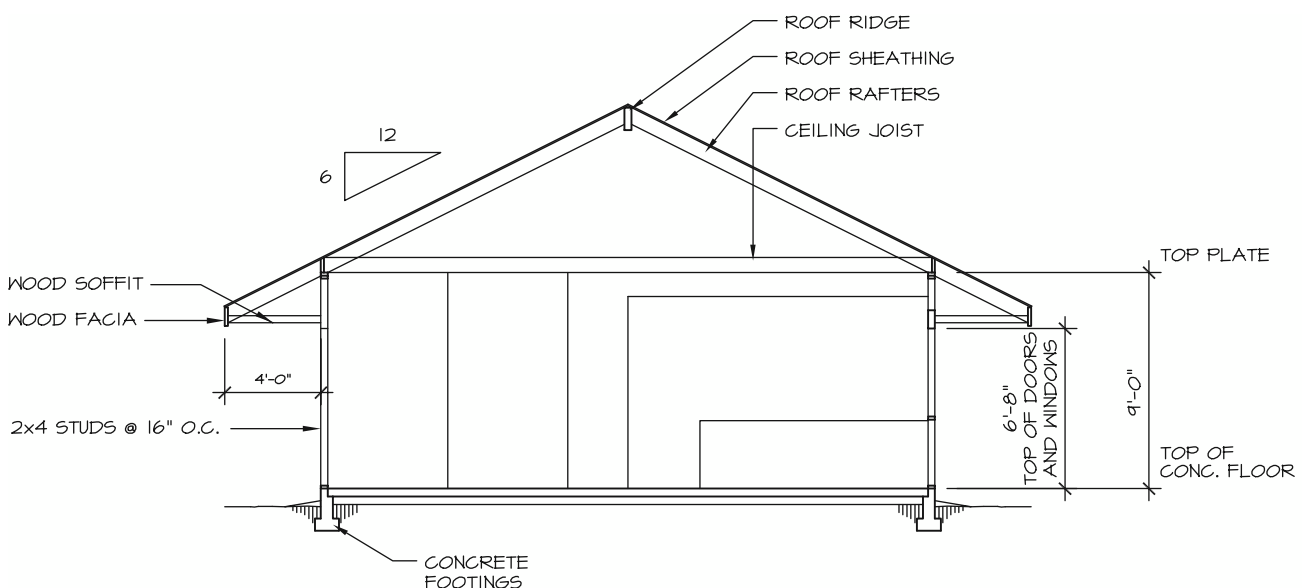 ROOF RIDGE
ROOF SHEATHING
ROOF RAFTERS
CEILING JOIST
12
6
TOP PLATE
WOOD SOFFIT
WOOD FACIA
4'-0"
2x4 STUDS @ 16" O.C.
6'-8"
TOP OF DOORS
AND WINDOWS
9'-0"
TOP OF
CONC. FLOOR
CONCRETE
FOOTINGS